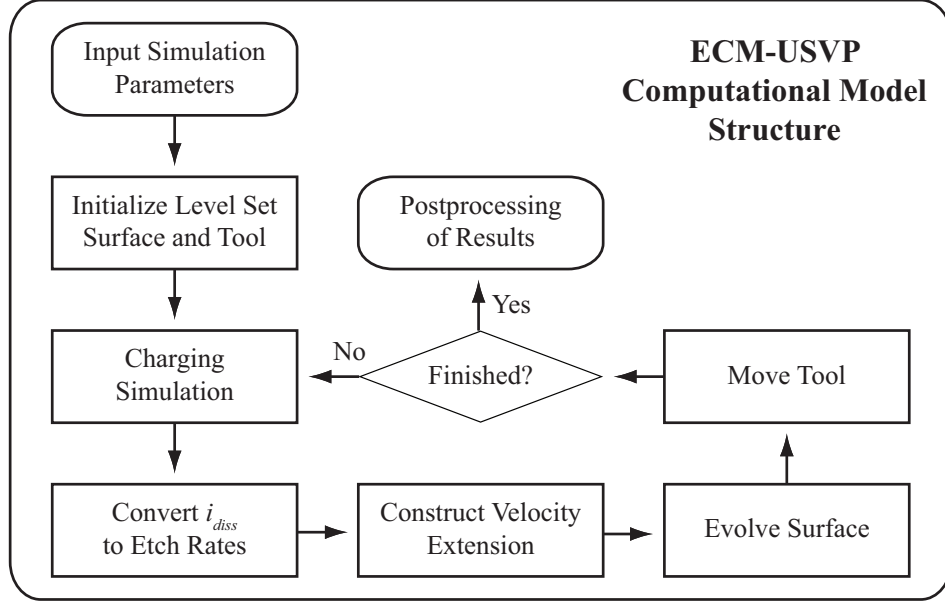 ECM-USVP
Computational Model
Structure
Input Simulation
Parameters
Initialize Level Set
Surface and Tool
Postprocessing
of Results
Yes
No
Charging
Simulation
Finished?
Move Tool
Convert i_diss
to Etch Rates
Construct Velocity
Extension
Evolve Surface